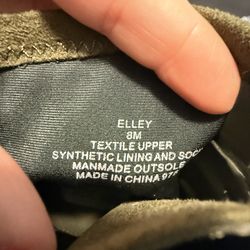 ELLEY
8M
TEXTILE UPPER
SYNTHETIC LINING AND SOCK
MANMADE OUTSOLE
MADE IN CHINA